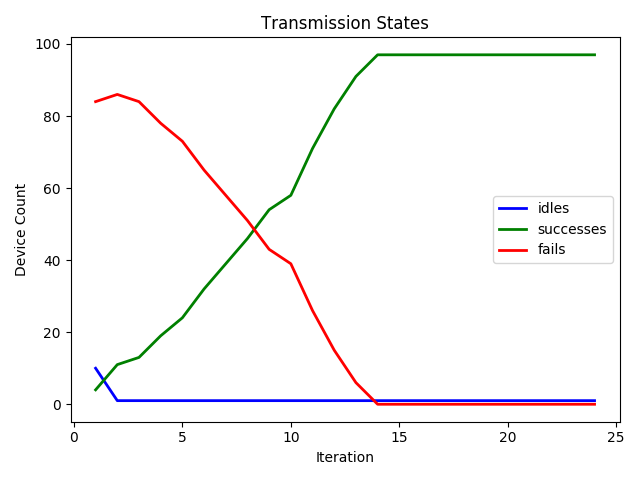 Transmission States
Device Count
100
80
60
40
20
0
idles
successes
fails
0 5 10 15 20 25
Iteration